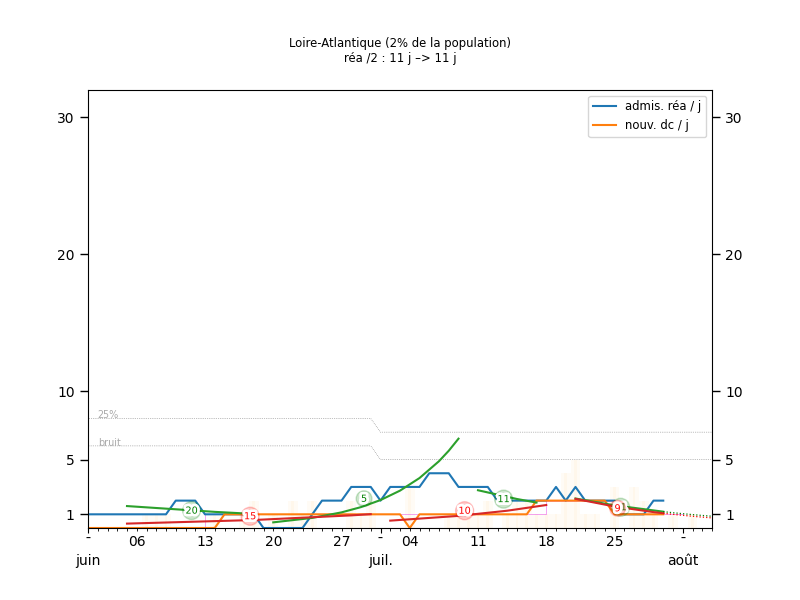 Loire-Atlantique (2% de la population)
réa /2 : 11 j –> 11 j
admis. réa / j
nouv. dc / j
30 30
20 20
10 10
25%
bruit
5 5
1 1
20 15 5 10 11 9
- 06 13 20 27 - 04 11 18 25 -
juin juil. août